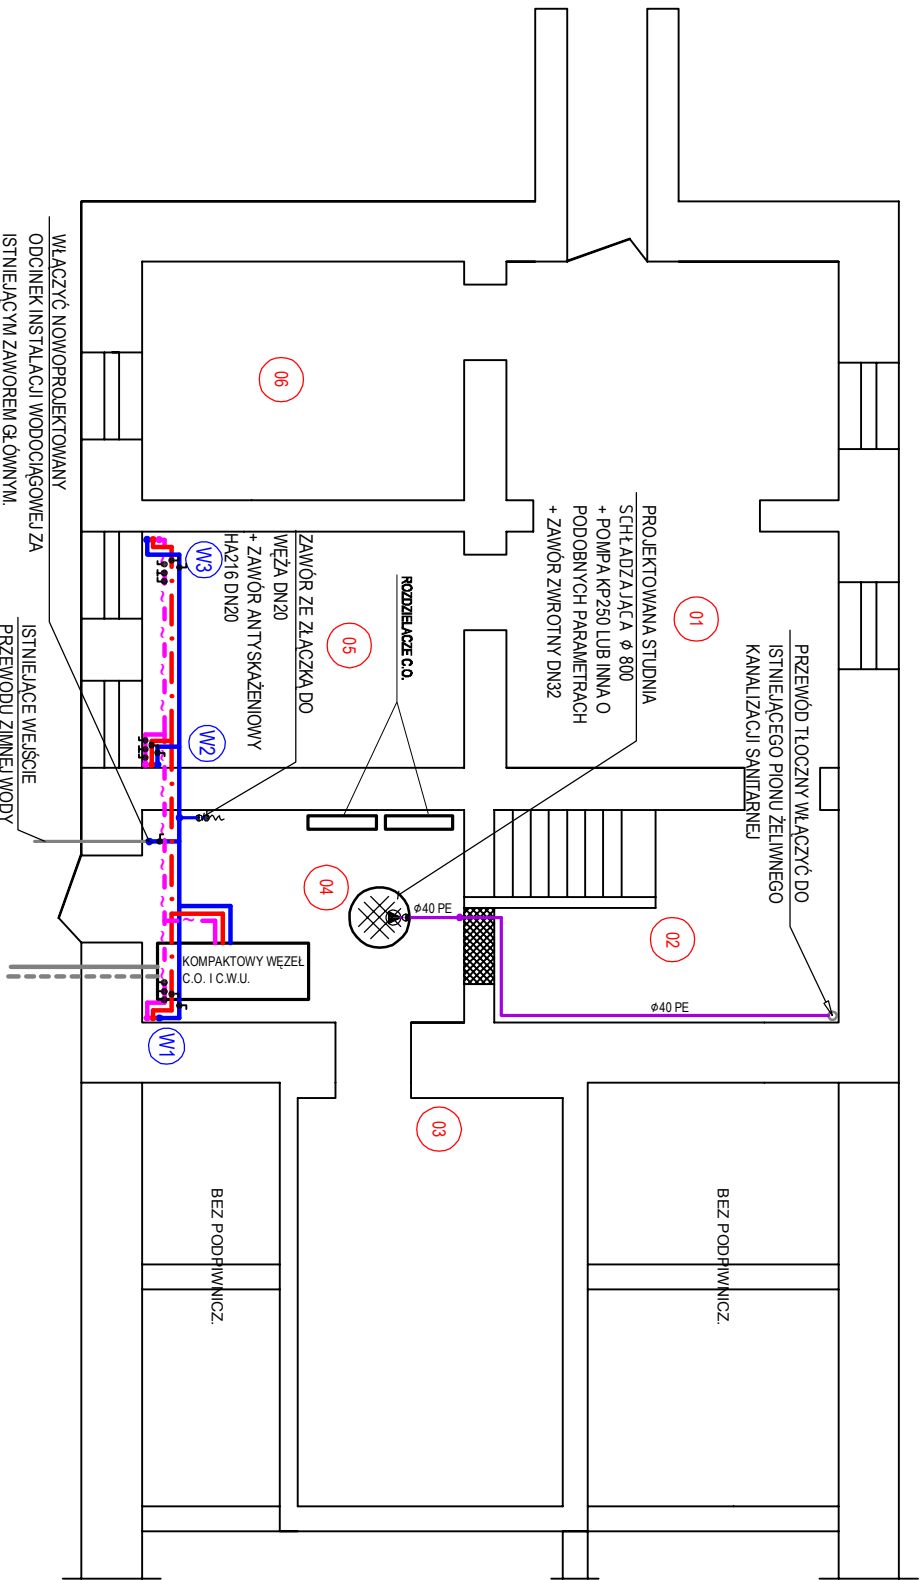 PRZEWÓD TŁOCZNY WŁĄCZYĆ DO
ISTNIEJĄCEGO PIONU ŻELIWNEGO
KANALIZACJI SANITARNEJ
01
PROJEKTOWANA STUDNIA
SCHŁADZAJĄCA ϕ 800
+ POMPA KP250 LUB INNA O
PODOBNYCH PARAMETRACH
+ ZAWÓR ZWROTNY DN32
02
ϕ40 PE
ϕ40 PE
BEZ PODPIWNICZ.
03
ROZDZIELACZE C.O.
05
04
06
ZAWÓR ZE ZŁĄCZKĄ DO
WĘŻA DN20
+ ZAWÓR ANTYSKAŻENIOWY
HA216 DN20
KOMPAKTOWY WĘZEŁ
C.O. I C.W.U.
BEZ PODPIWNICZ.
W3
W2
W1
WŁĄCZYĆ NOWOPROJEKTOWANY
ODCINEK INSTALACJI WODOCIĄGOWEJ ZA
ISTNIEJĄCYM ZAWOREM GŁÓWNYM.
ISTNIEJĄCE WEJŚCIE
PRZEWODU ZIMNEJ WODY